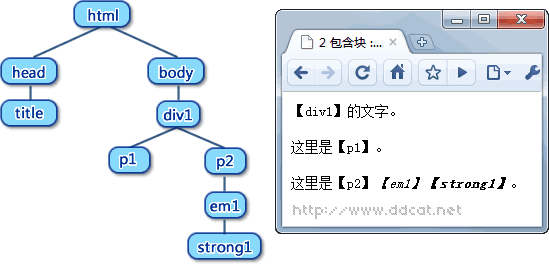 html
head
body
title
div1
p1
p2
em1
strong1
2 包含块 :...
【div1】的文字。
这里是【p1】。
这里是【p2】【em1】【strong1】。
http://www.ddcat.net